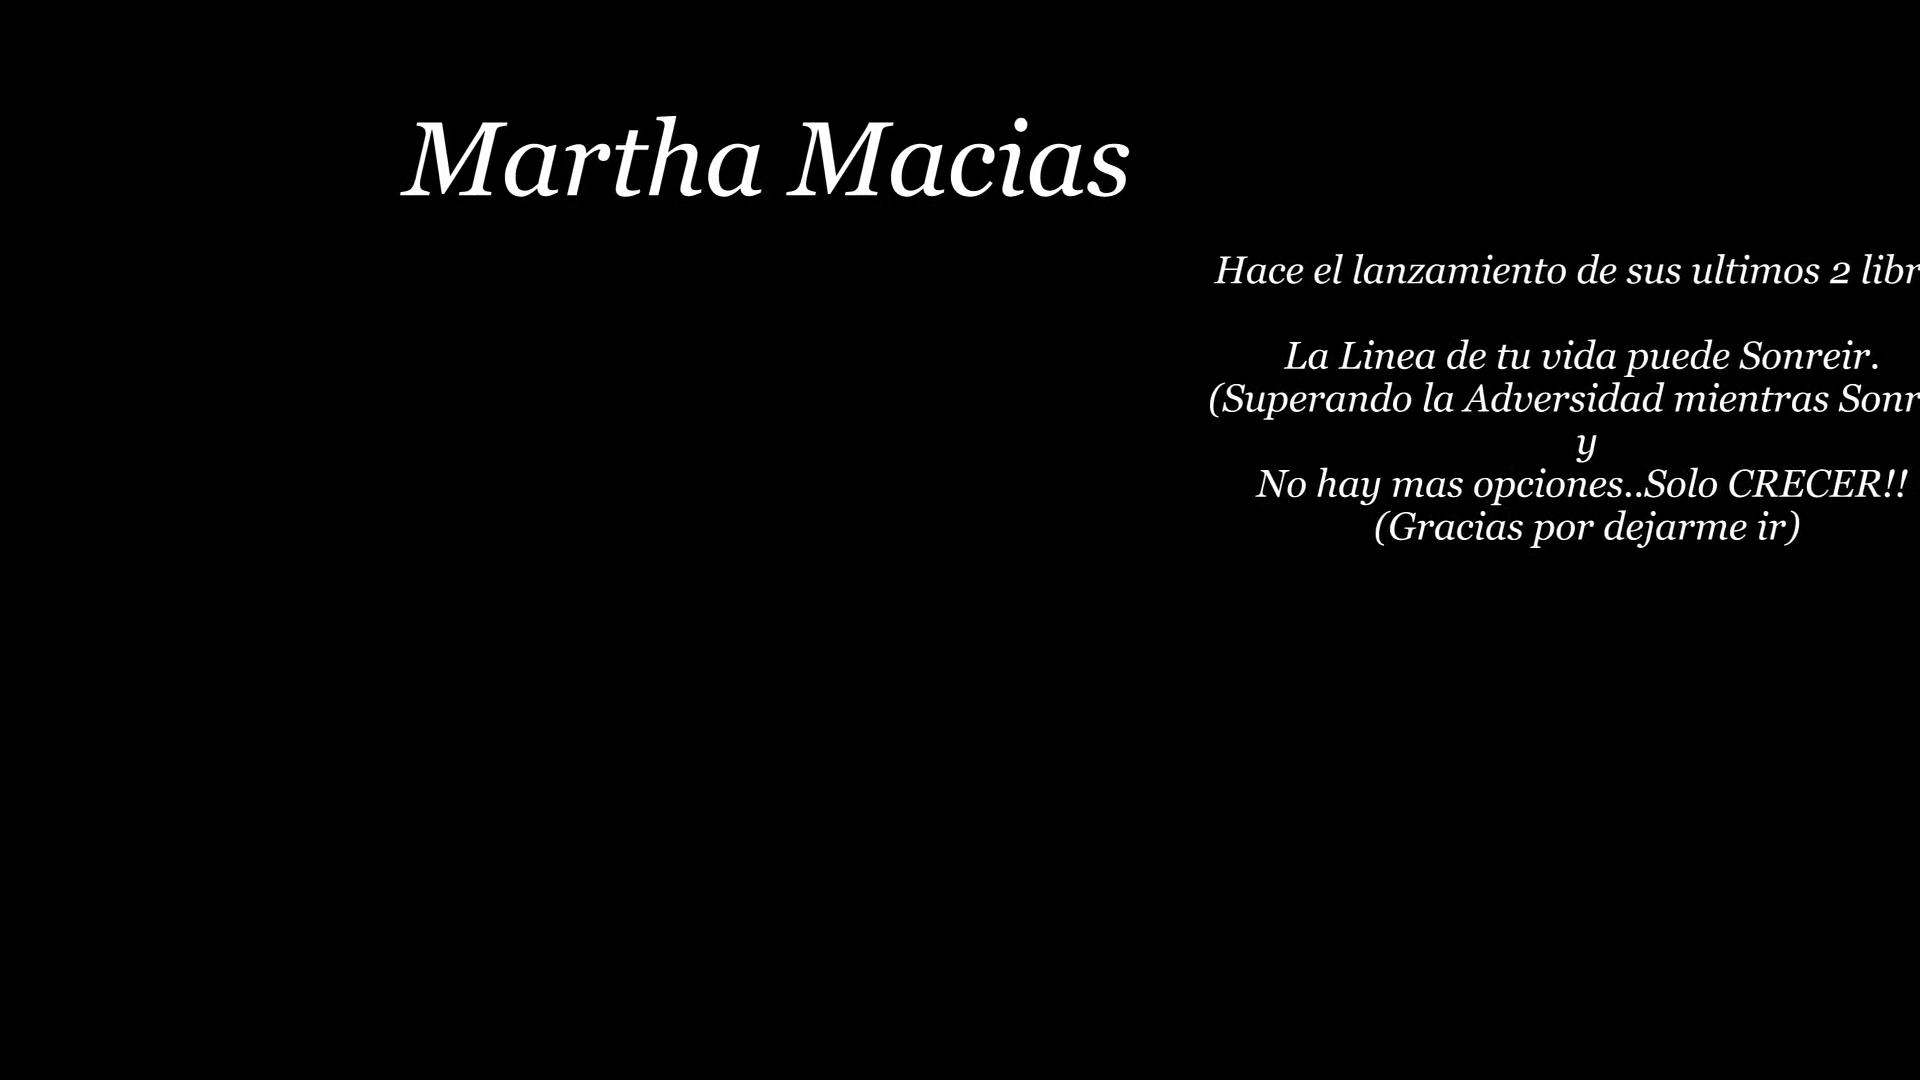 Martha Macias
Hace el lanzamiento de sus ultimos 2 libr
La Linea de tu vida puede Sonreir.
(Superando la Adversidad mientras Sonr
y
No hay mas opciones..Solo CRECER!!
(Gracias por dejarme ir)